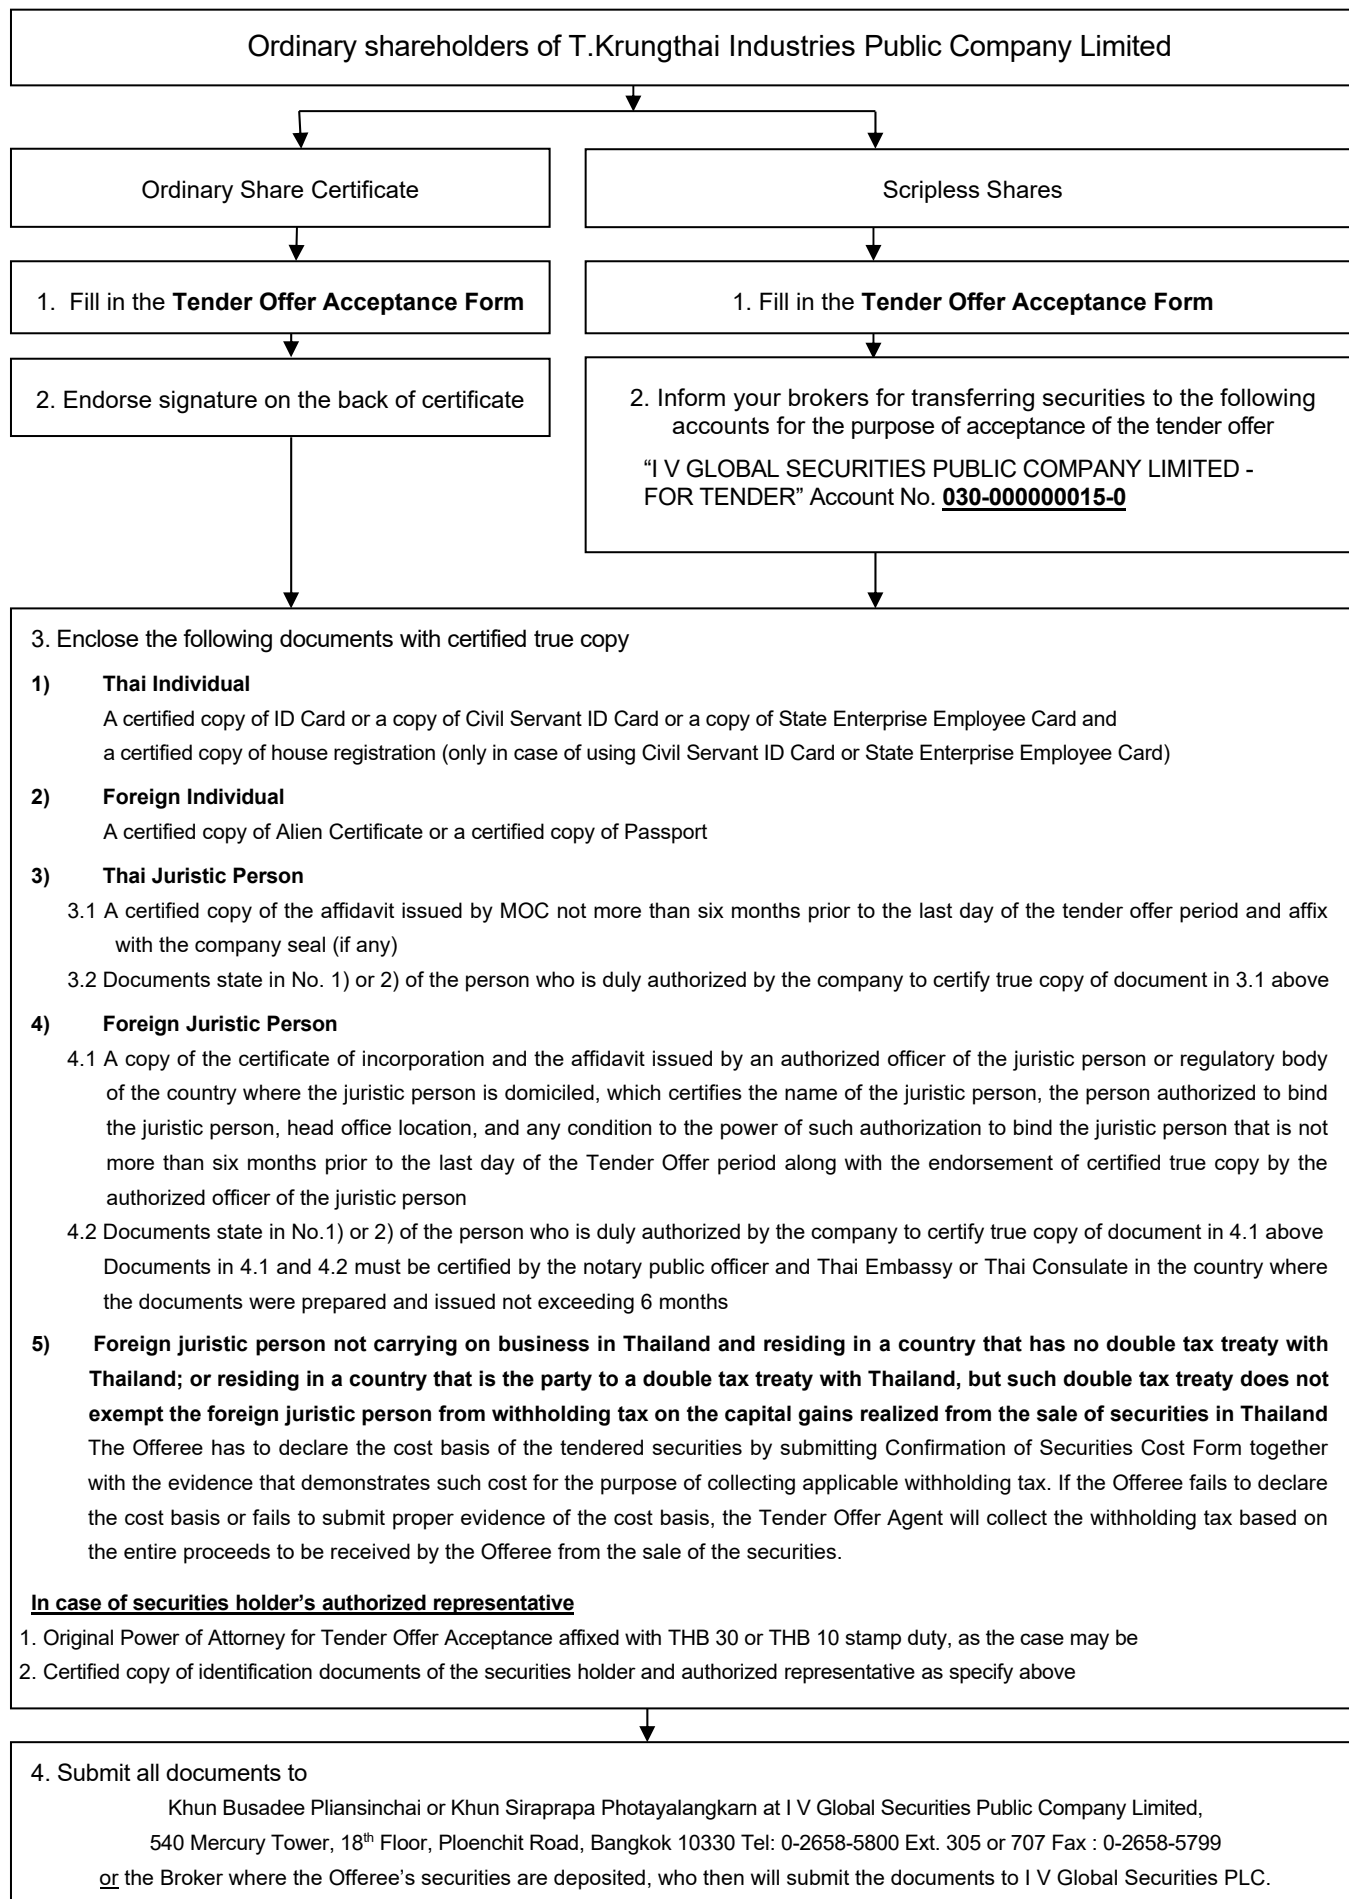 Ordinary shareholders of T.Krungthai Industries Public Company Limited
Ordinary Share Certificate
Scripless Shares
1. Fill in the Tender Offer Acceptance Form
1. Fill in the Tender Offer Acceptance Form
2. Endorse signature on the back of certificate
2. Inform your brokers for transferring securities to the following
accounts for the purpose of acceptance of the tender offer
“I V GLOBAL SECURITIES PUBLIC COMPANY LIMITED -
FOR TENDER” Account No. 030-000000015-0
3. Enclose the following documents with certified true copy
1) Thai Individual
A certified copy of ID Card or a copy of Civil Servant ID Card or a copy of State Enterprise Employee Card and
a certified copy of house registration (only in case of using Civil Servant ID Card or State Enterprise Employee Card)
2) Foreign Individual
A certified copy of Alien Certificate or a certified copy of Passport
3) Thai Juristic Person
3.1 A certified copy of the affidavit issued by MOC not more than six months prior to the last day of the tender offer period and affix
with the company seal (if any)
3.2 Documents state in No. 1) or 2) of the person who is duly authorized by the company to certify true copy of document in 3.1 above
4) Foreign Juristic Person
4.1 A copy of the certificate of incorporation and the affidavit issued by an authorized officer of the juristic person or regulatory body
of the country where the juristic person is domiciled, which certifies the name of the juristic person, the person authorized to bind
the juristic person, head office location, and any condition to the power of such authorization to bind the juristic person that is not
more than six months prior to the last day of the Tender Offer period along with the endorsement of certified true copy by the
authorized officer of the juristic person
4.2 Documents state in No.1) or 2) of the person who is duly authorized by the company to certify true copy of document in 4.1 above
Documents in 4.1 and 4.2 must be certified by the notary public officer and Thai Embassy or Thai Consulate in the country where
the documents were prepared and issued not exceeding 6 months
5) Foreign juristic person not carrying on business in Thailand and residing in a country that has no double tax treaty with
Thailand; or residing in a country that is the party to a double tax treaty with Thailand, but such double tax treaty does not
exempt the foreign juristic person from withholding tax on the capital gains realized from the sale of securities in Thailand
The Offeree has to declare the cost basis of the tendered securities by submitting Confirmation of Securities Cost Form together
with the evidence that demonstrates such cost for the purpose of collecting applicable withholding tax. If the Offeree fails to declare
the cost basis or fails to submit proper evidence of the cost basis, the Tender Offer Agent will collect the withholding tax based on
the entire proceeds to be received by the Offeree from the sale of the securities.
In case of securities holder’s authorized representative
1. Original Power of Attorney for Tender Offer Acceptance affixed with THB 30 or THB 10 stamp duty, as the case may be
2. Certified copy of identification documents of the securities holder and authorized representative as specify above
4. Submit all documents to
Khun Busadee Pliansinchai or Khun Siraprapa Photayalangkarn at I V Global Securities Public Company Limited,
540 Mercury Tower, 18th Floor, Ploenchit Road, Bangkok 10330 Tel: 0-2658-5800 Ext. 305 or 707 Fax : 0-2658-5799
or the Broker where the Offeree’s securities are deposited, who then will submit the documents to I V Global Securities PLC.